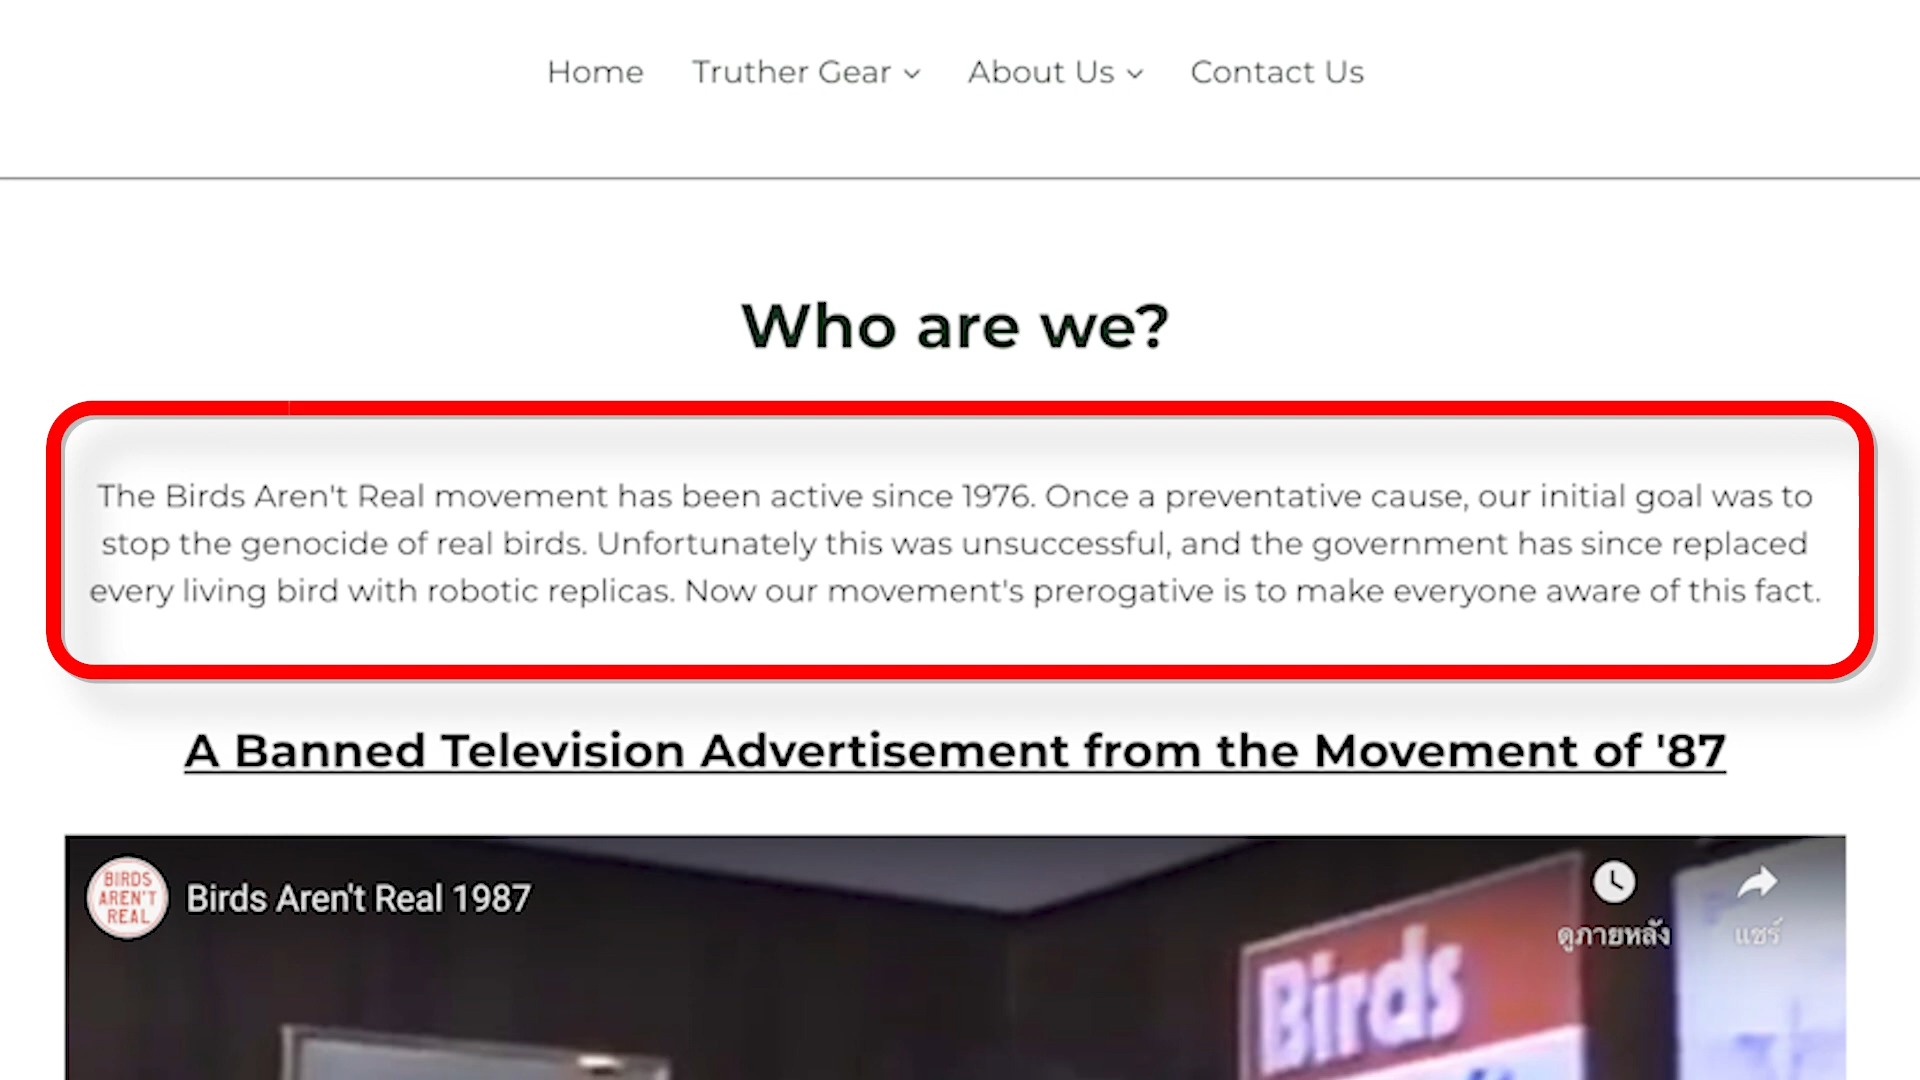 Home Truther Gear About Us Contact Us
Who are we?
The Birds Aren't Real movement has been active since 1976. Once a preventative cause, our initial goal was to
stop the genocide of real birds. Unfortunately this was unsuccessful, and the government has since replaced
every living bird with robotic replicas. Now our movement's prerogative is to make everyone aware of this fact.
A Banned Television Advertisement from the Movement of '87
BIRDS
AREN'T
REAL
Birds Aren't Real 1987
ดูภายหลัง
แชร์
Birds